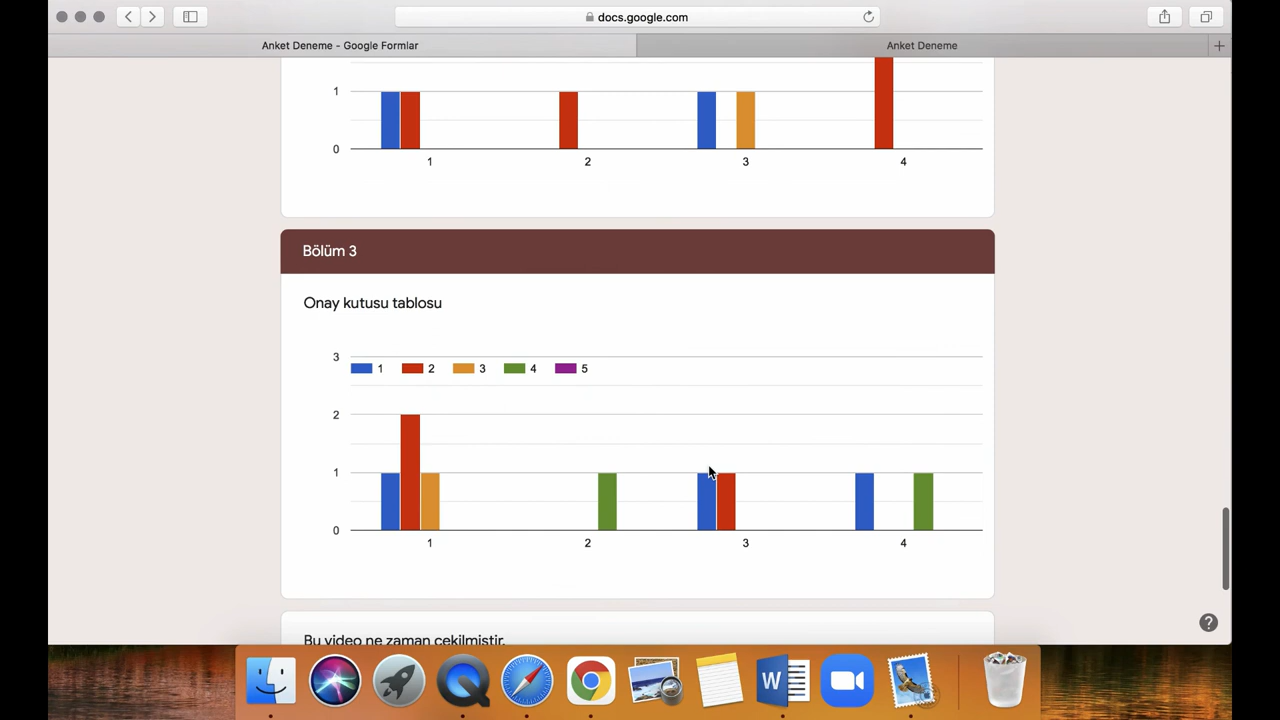 docs.google.com
Anket Deneme - Google Formlar
Anket Deneme
1
0
1 2 3 4
Bölüm 3
Onay kutusu tablosu
3
1 2 3 4 5
2
1
0
1 2 3 4
Bu video ne zaman çekilmiştir.
W
?